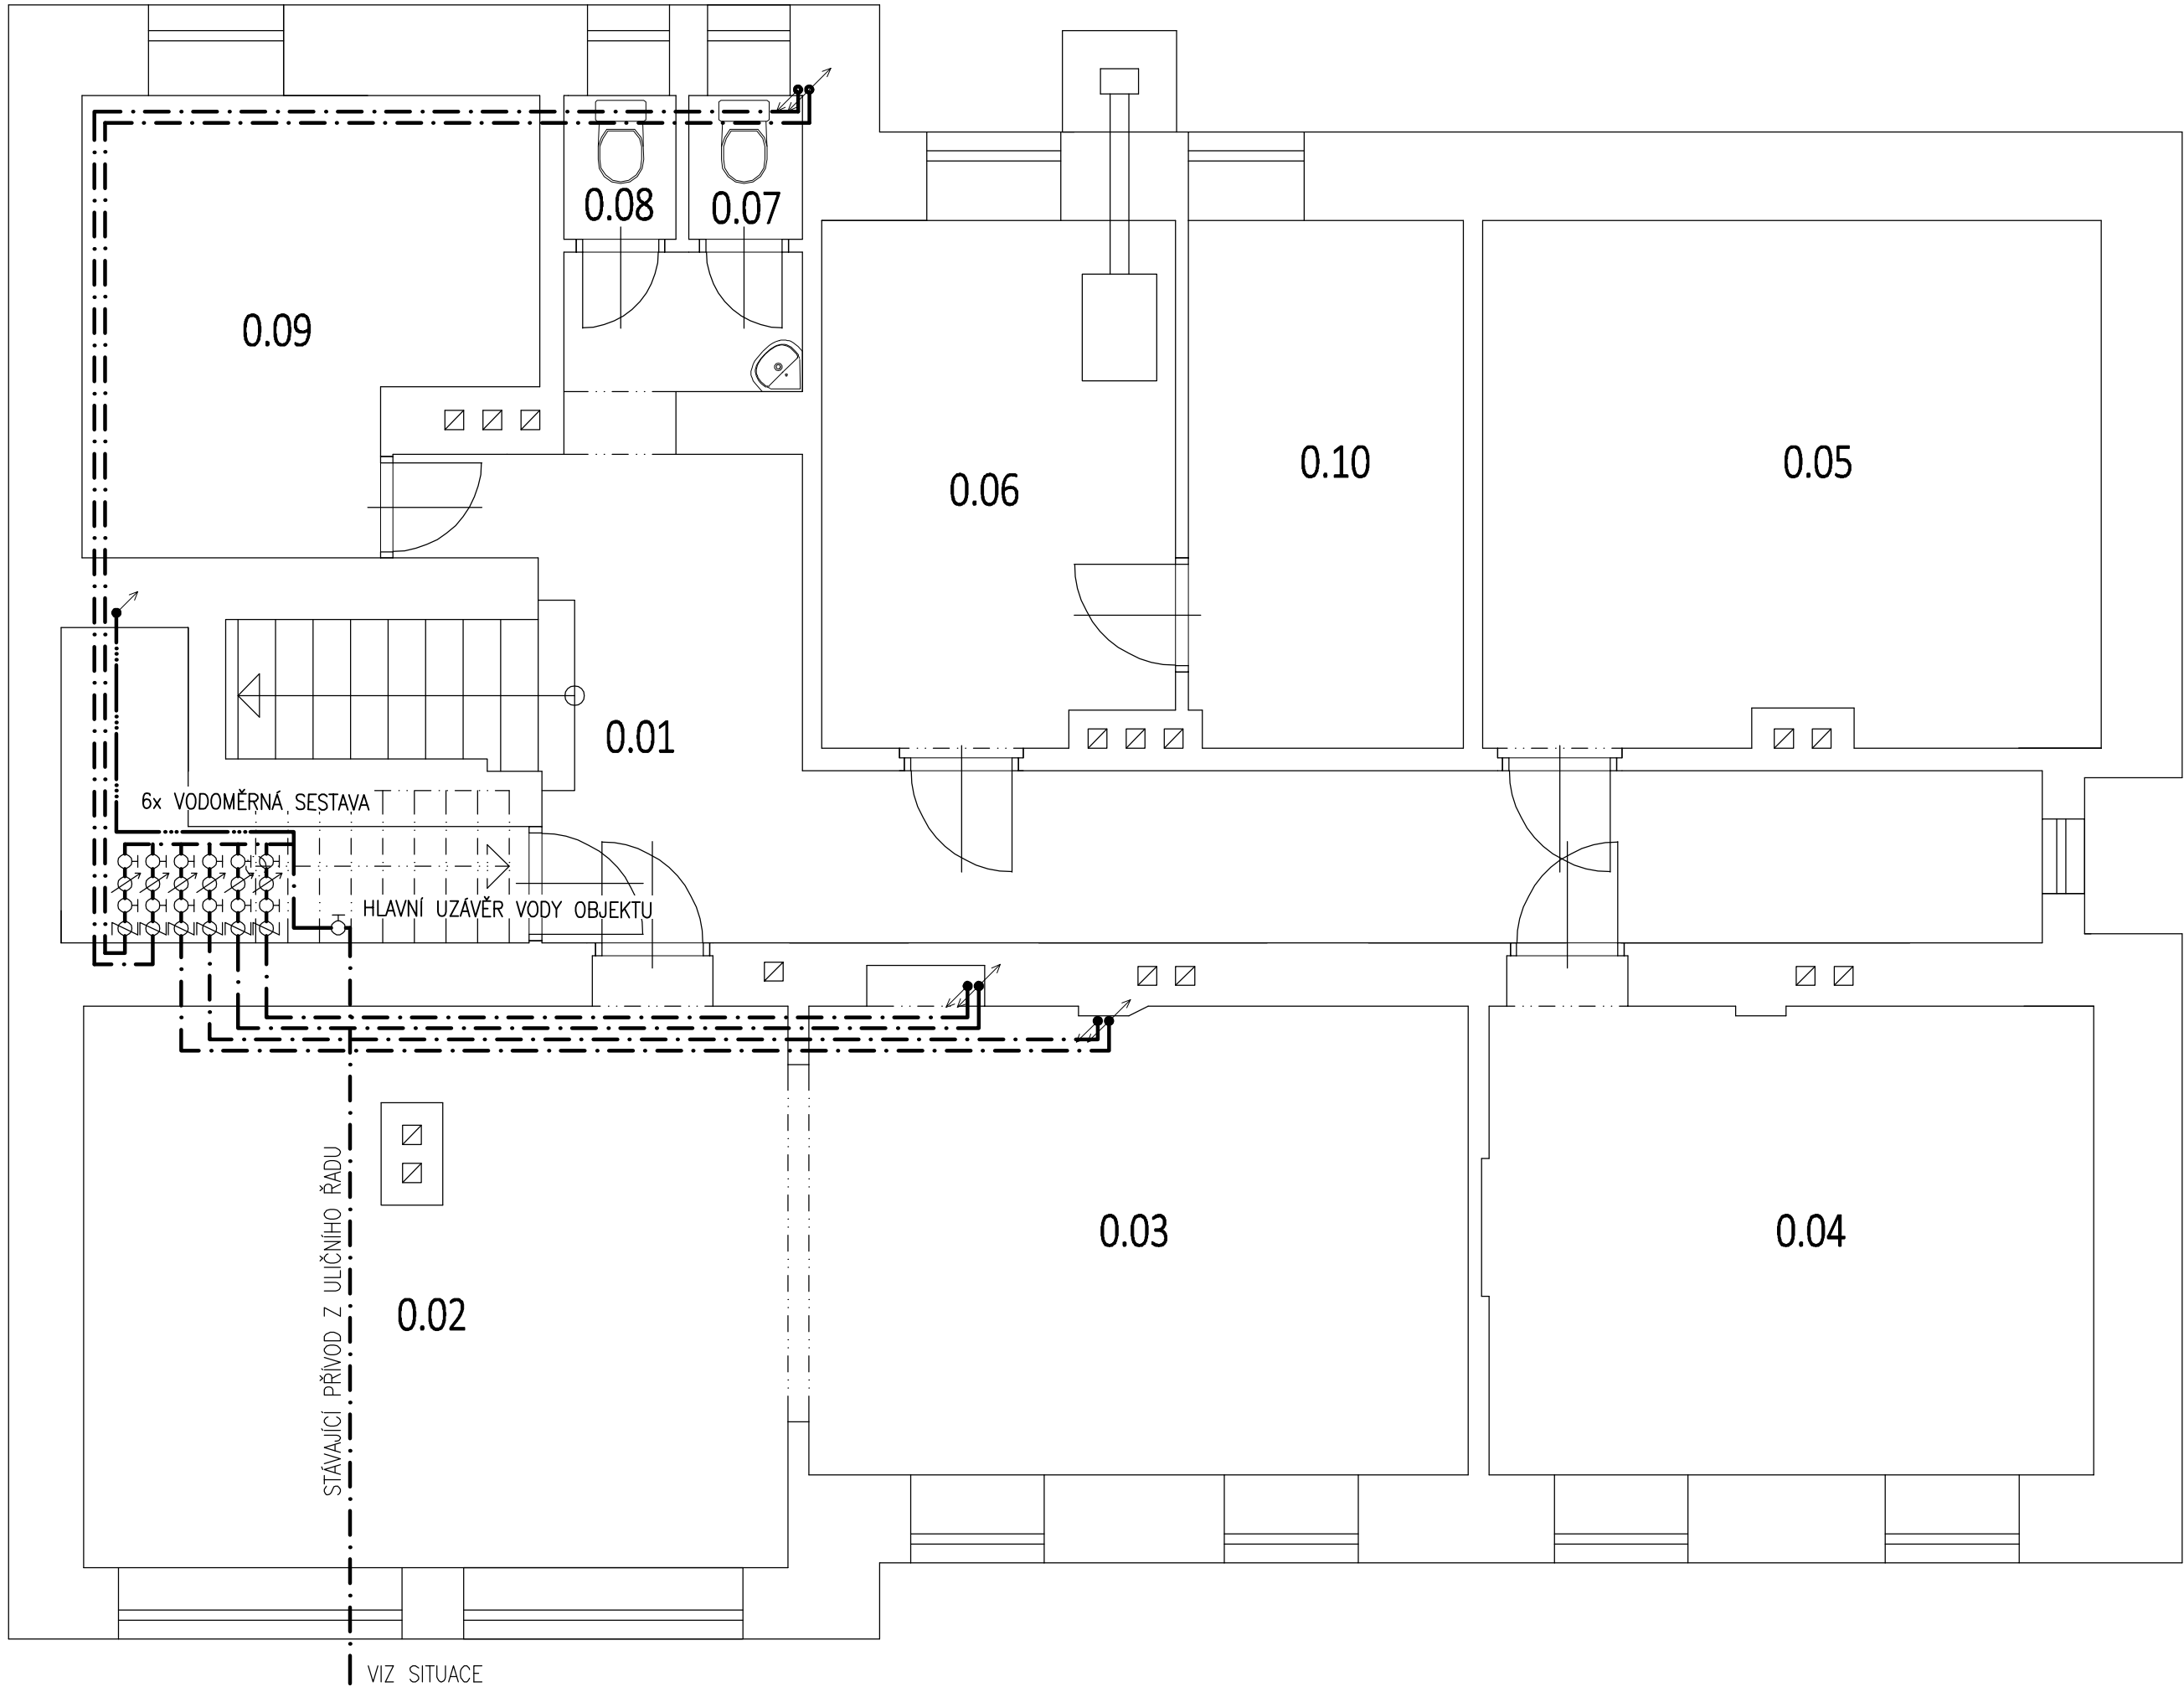 0.08
0.07
0.09
0.10
0.05
0.06
0.01
6x VODOMĚRNÁ SESTAVA
HLAVNÍ UZÁVĚR VODY OBJEKTU
STÁVAJÍCÍ PŘÍVOD Z ULIČNÍHO ŘADU
0.03
0.04
0.02
VIZ SITUACE